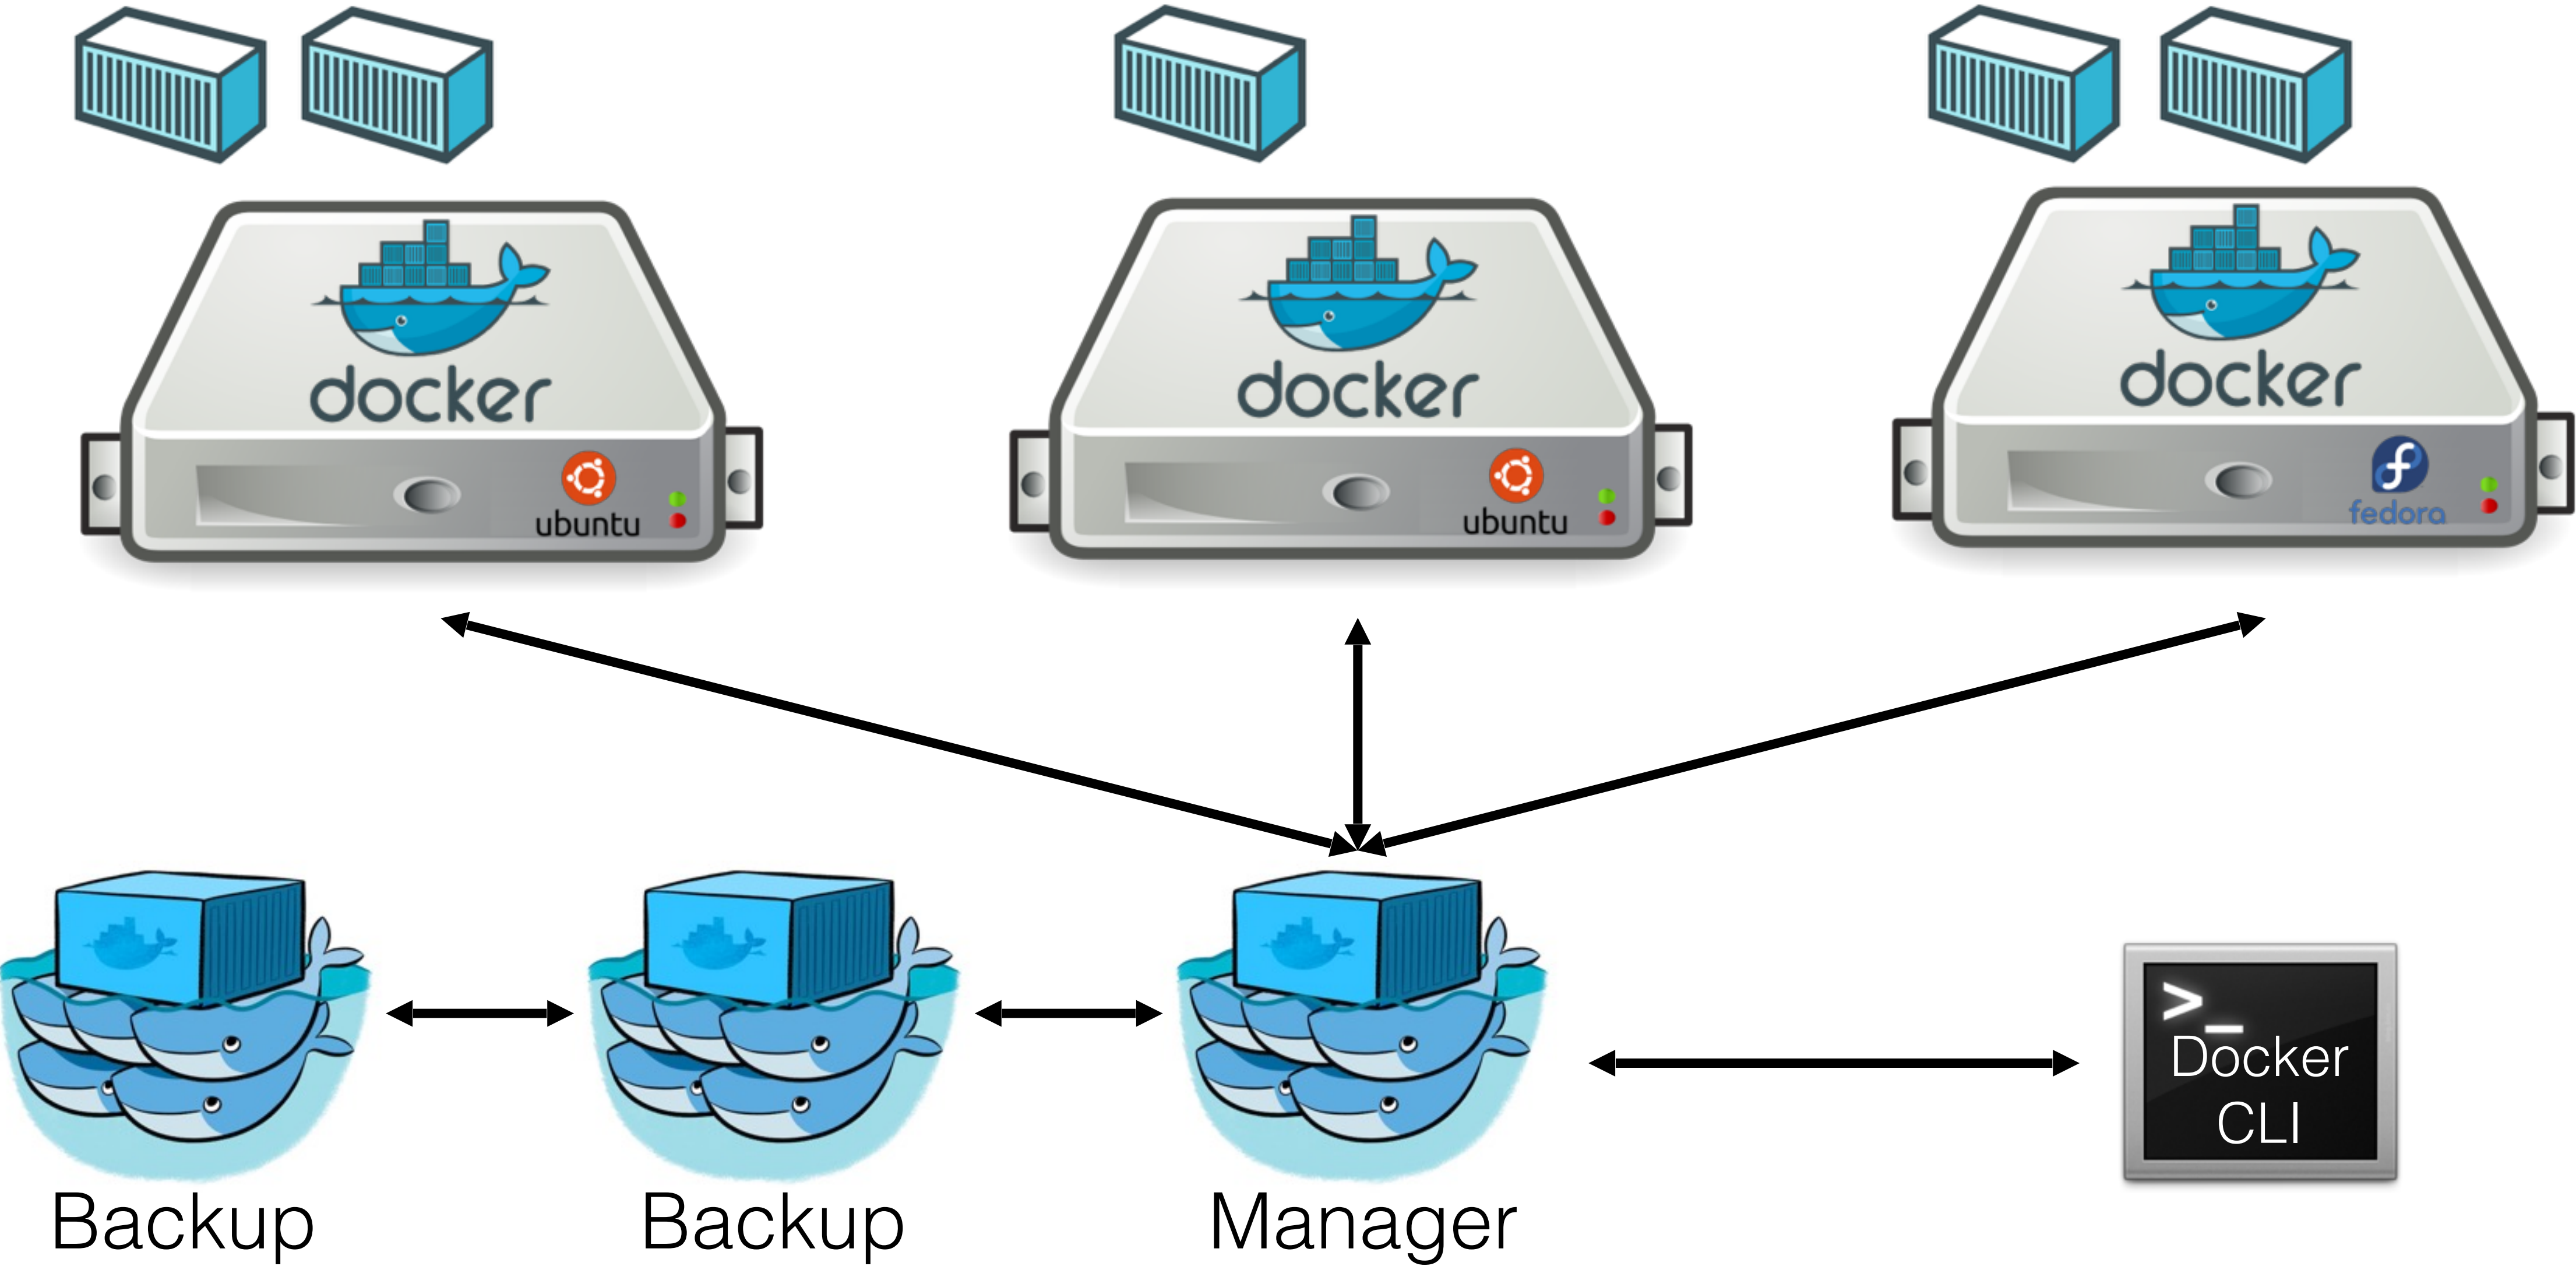 docker
ubuntu
docker
ubuntu
docker
fedora
>_
Docker
CLI
Backup
Backup
Manager